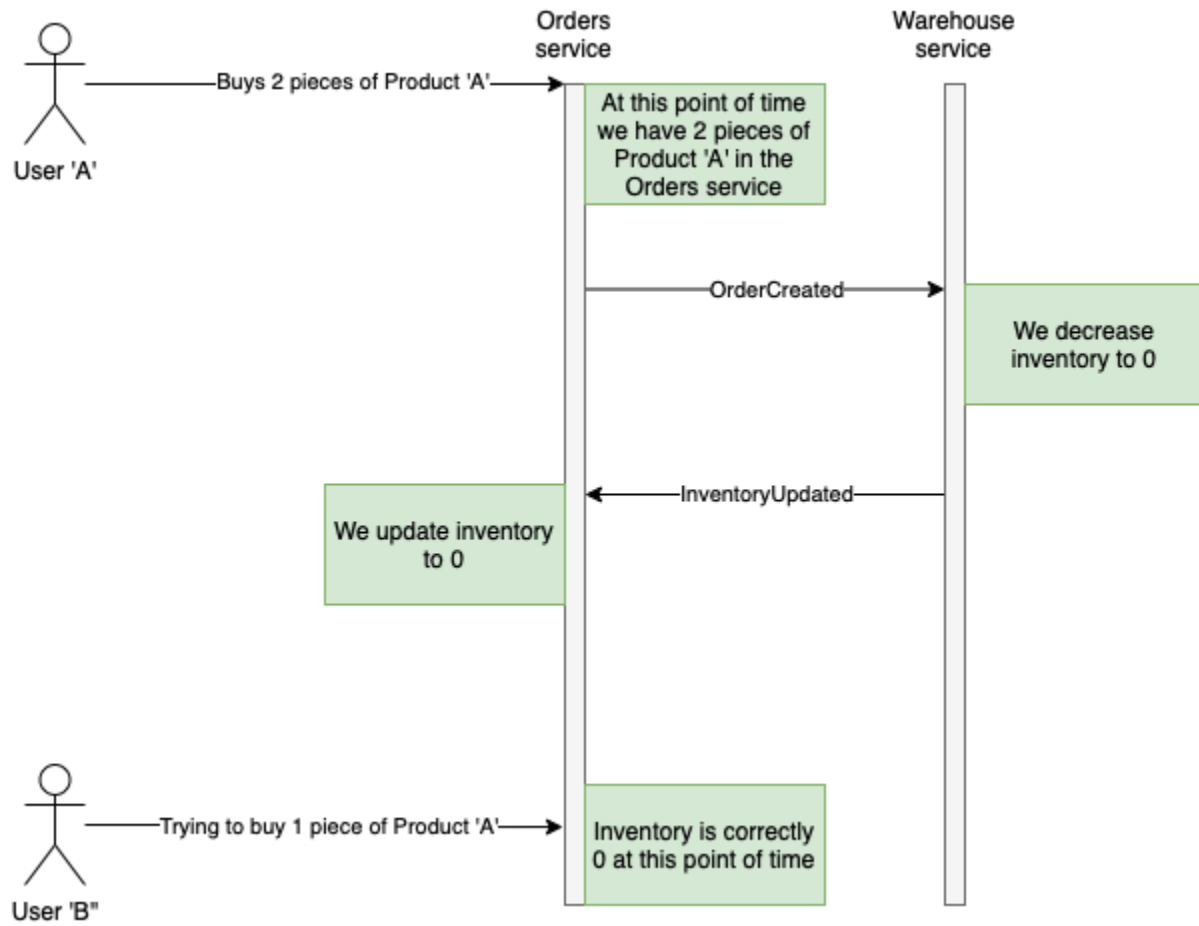 Orders
service
Warehouse
service
Buys 2 pieces of Product 'A'
User 'A'
At this point of time
we have 2 pieces of
Product 'A' in the
Orders service
OrderCreated
We decrease
inventory to 0
InventoryUpdated
We update inventory
to 0
Trying to buy 1 piece of Product 'A'
User 'B"
Inventory is correctly
0 at this point of time